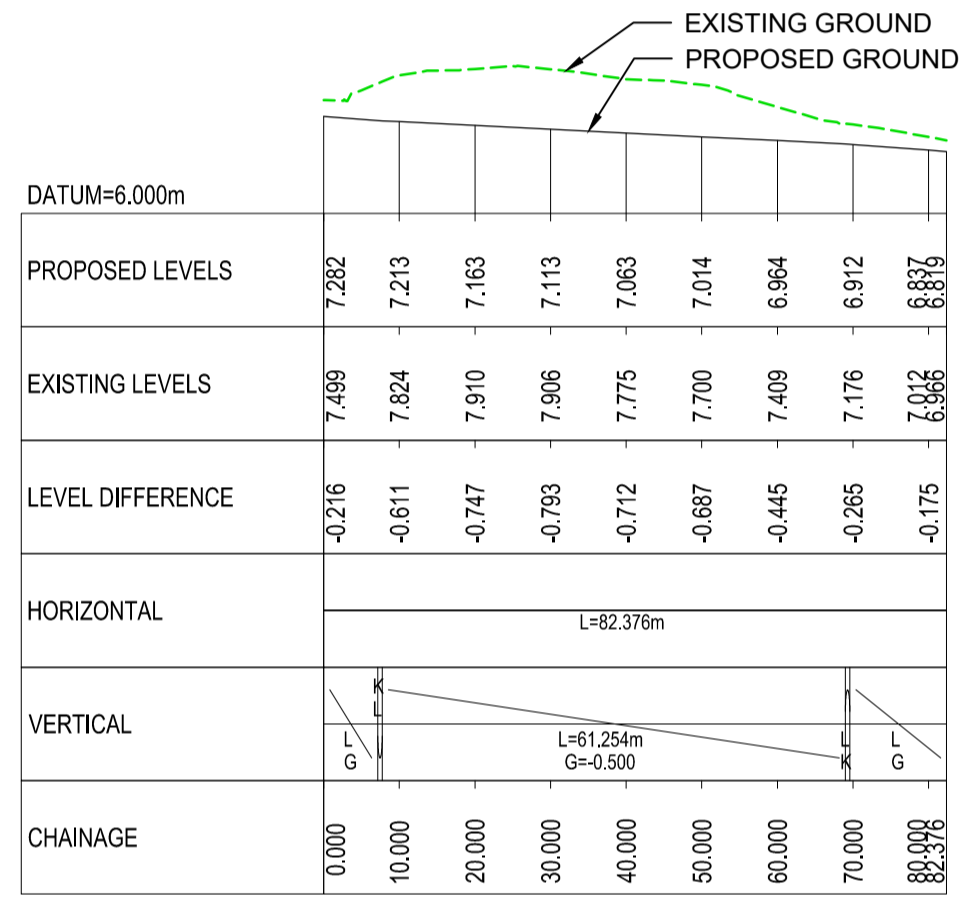 EXISTING GROUND
PROPOSED GROUND
DATUM=6.000m
PROPOSED LEVELS 7.282 7.213 7.163 7.113 7.063 7.014 6.964 6.912 6.837 6.819
EXISTING LEVELS 7.499 7.824 7.910 7.906 7.775 7.700 7.409 7.176 7.012 6.966
LEVEL DIFFERENCE -0.216 -0.611 -0.747 -0.793 -0.712 -0.687 -0.445 -0.265 -0.175
HORIZONTAL
L=82.376m
VERTICAL
K
L
L
G
L=61.254m
G=-0.500
L
K
L
G
CHAINAGE 0.000 10.000 20.000 30.000 40.000 50.000 60.000 70.000 80.000 82.376